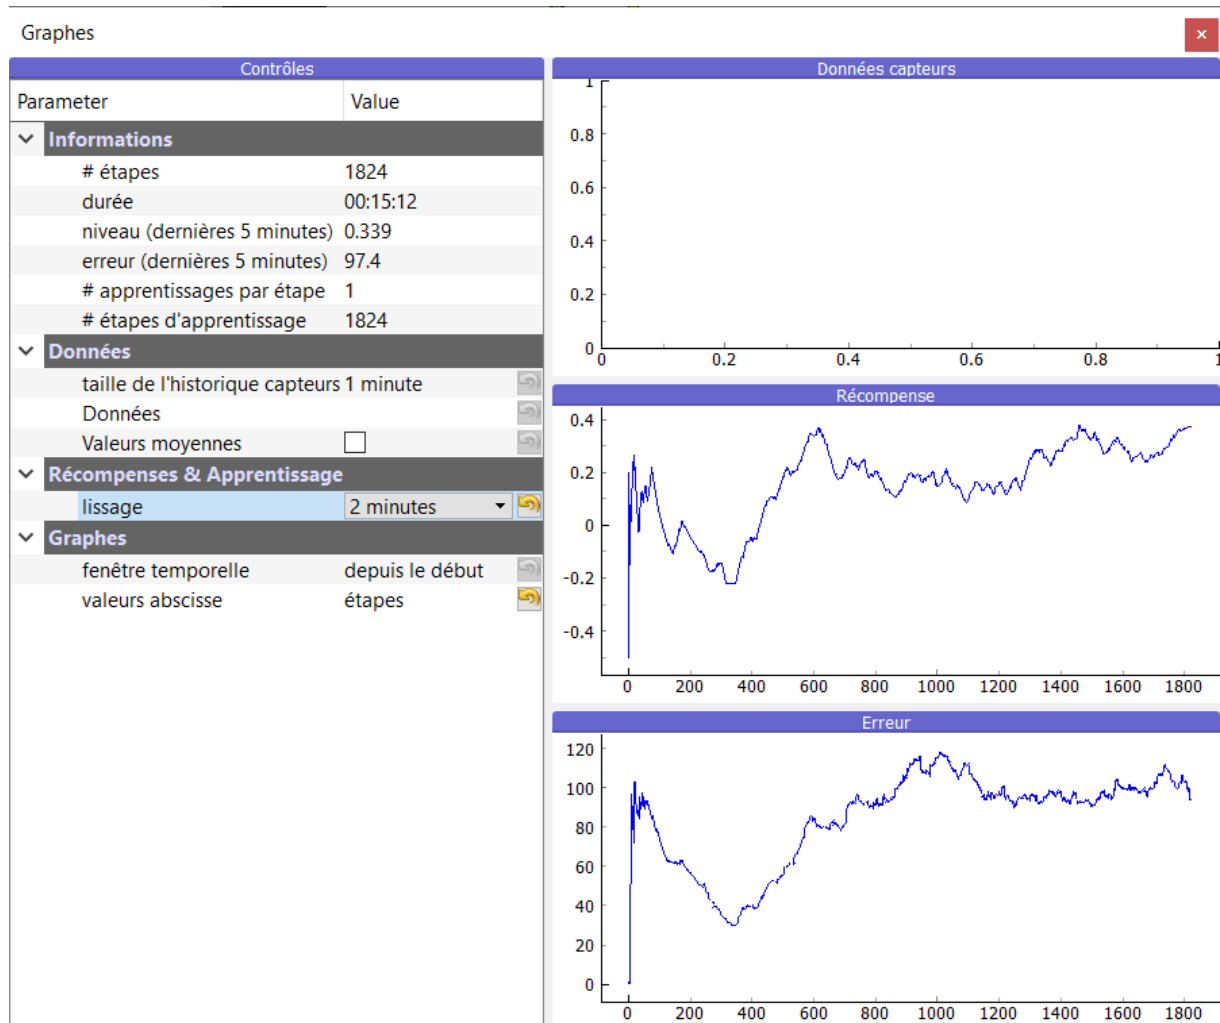 Graphes
×
Contrôles
Parameter Value
Informations
# étapes 1824
durée 00:15:12
niveau (dernières 5 minutes) 0.339
erreur (dernières 5 minutes) 97.4
# apprentissages par étape 1
# étapes d'apprentissage 1824
Données
taille de l'historique capteurs 1 minute
Données
Valeurs moyennes
Récompenses & Apprentissage
lissage 2 minutes
Graphes
fenêtre temporelle depuis le début
valeurs abscisse étapes
Données capteurs
1
0.8
0.6
0.4
0.2
0
0 0.2 0.4 0.6 0.8 1
Récompense
0.4
0.2
0
-0.2
-0.4
0 200 400 600 800 1000 1200 1400 1600 1800
Erreur
120
100
80
60
40
20
0
0 200 400 600 800 1000 1200 1400 1600 1800